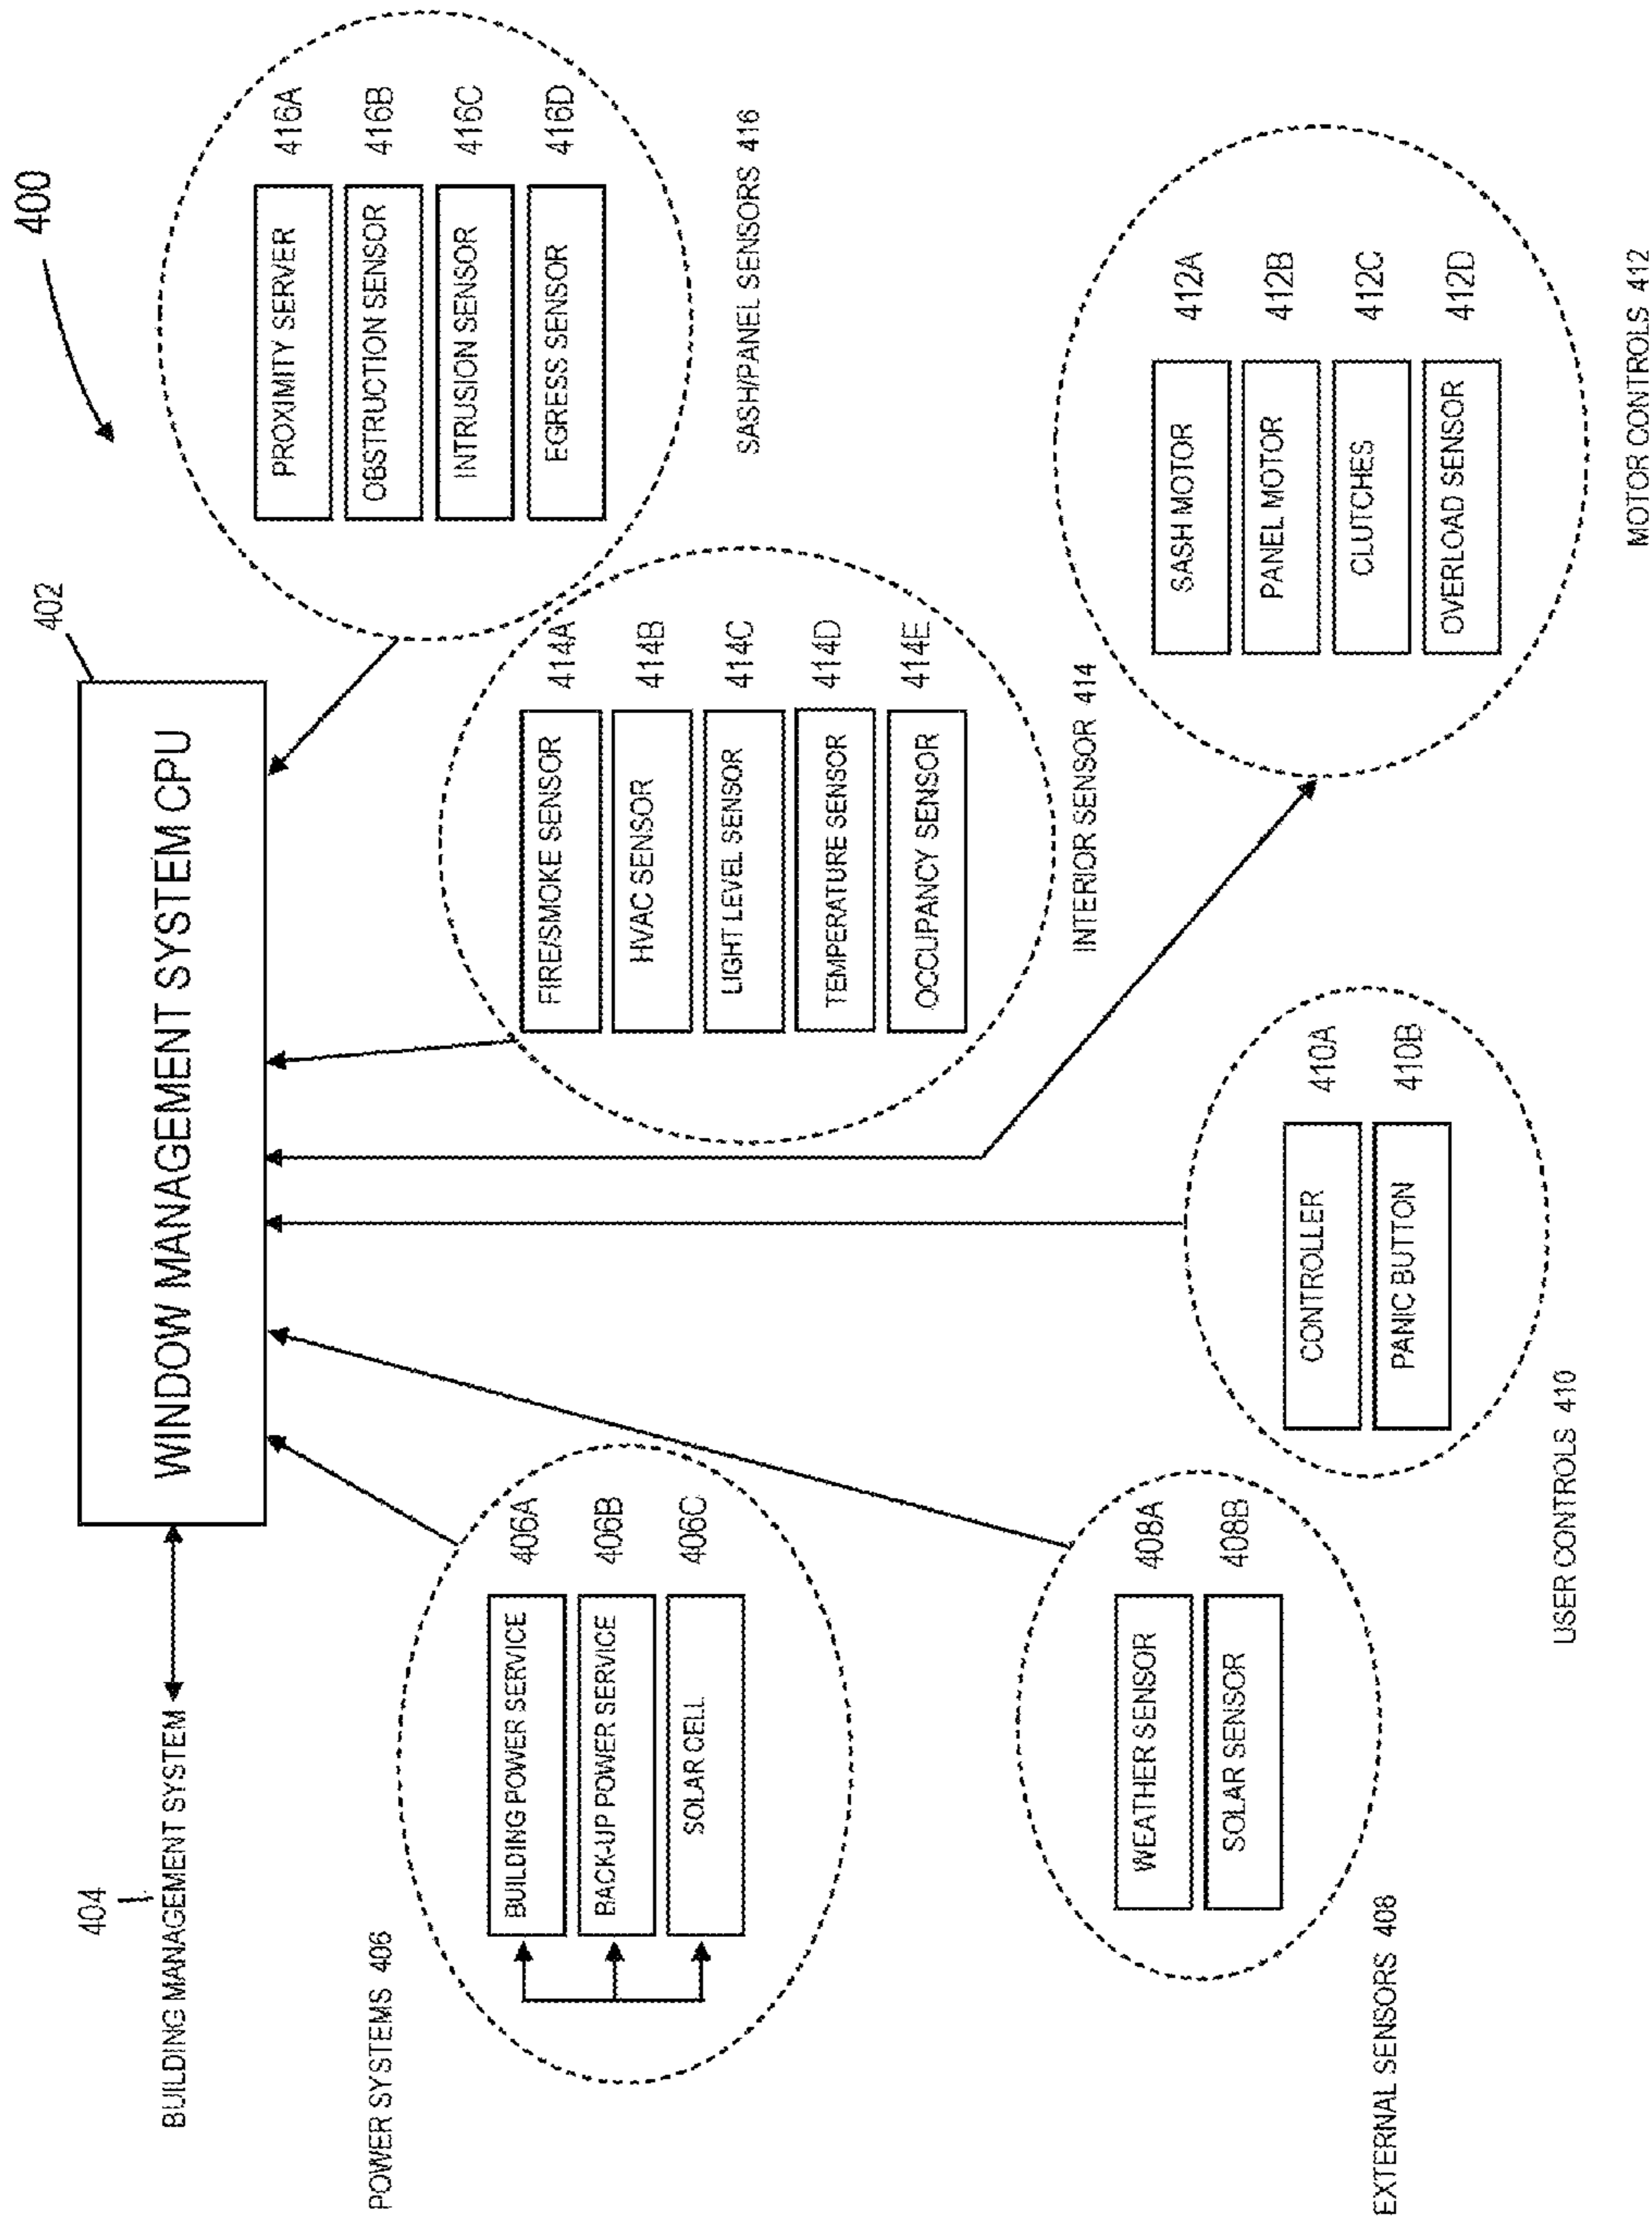 400
402
WINDOW MANAGEMENT SYSTEM CPU
404
BUILDING MANAGEMENT SYSTEM
POWER SYSTEMS 406
BUILDING POWER SERVICE 406A
BACK-UP POWER SERVICE 406B
SOLAR CELL 406C
EXTERNAL SENSORS 408
WEATHER SENSOR 408A
SOLAR SENSOR 408B
USER CONTROLS 410
CONTROLLER 410A
PANIC BUTTON 410B
FIRE/SMOKE SENSOR 414A
HVAC SENSOR 414B
LIGHT LEVEL SENSOR 414C
TEMPERATURE SENSOR 414D
OCCUPANCY SENSOR 414E
INTERIOR SENSOR 414
PROXIMITY SERVER 416A
OBSTRUCTION SENSOR 416B
INTRUSION SENSOR 416C
EGRESS SENSOR 416D
SASH/PANEL SENSORS 416
SASH MOTOR 412A
PANEL MOTOR 412B
CLUTCHES 412C
OVERLOAD SENSOR 412D
MOTOR CONTROLS 412